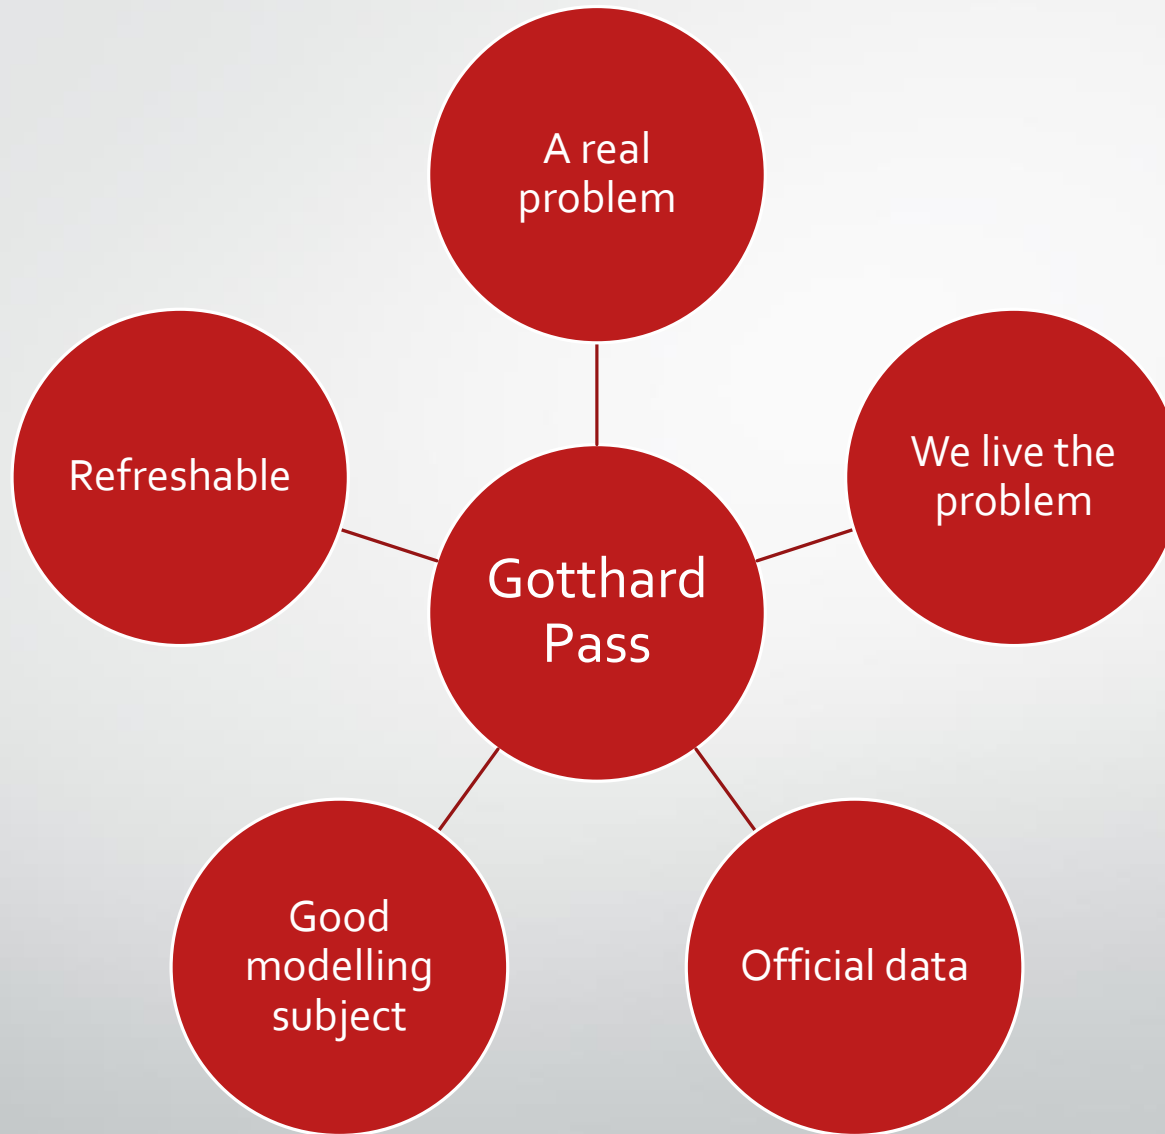 A real
problem
We live the
problem
Refreshable
Gotthard
Pass
Good
modelling
subject
Official data